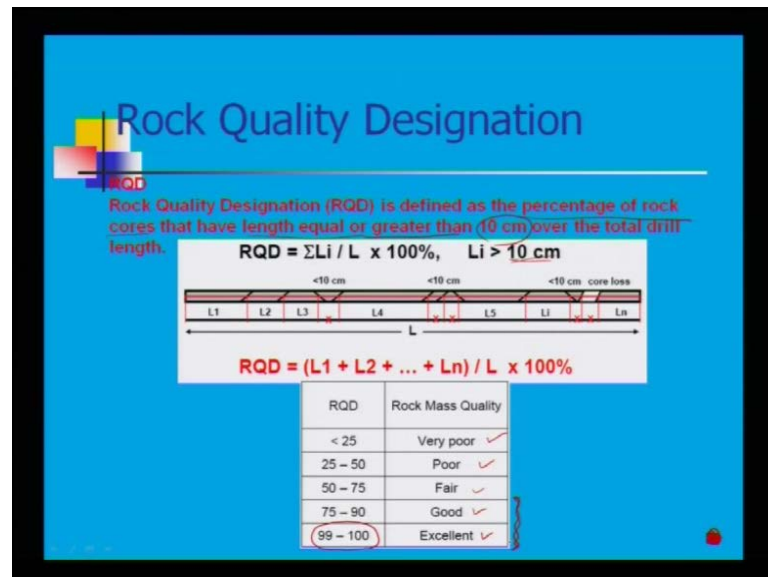 Rock Quality Designation
RQD
Rock Quality Designation (RQD) is defined as the percentage of rock
cores that have length equal or greater than 10 cm over the total drill
length.
RQD = ΣLi / L x 100%, Li > 10 cm
<10 cm <10 cm <10 cm core loss
L1 L2 L3 x L4 x x L5 Li x x Ln
L
RQD = (L1 + L2 + ... + Ln) / L x 100%
RQD Rock Mass Quality
< 25 Very poor
25 – 50 Poor
50 – 75 Fair
75 – 90 Good
99 – 100 Excellent